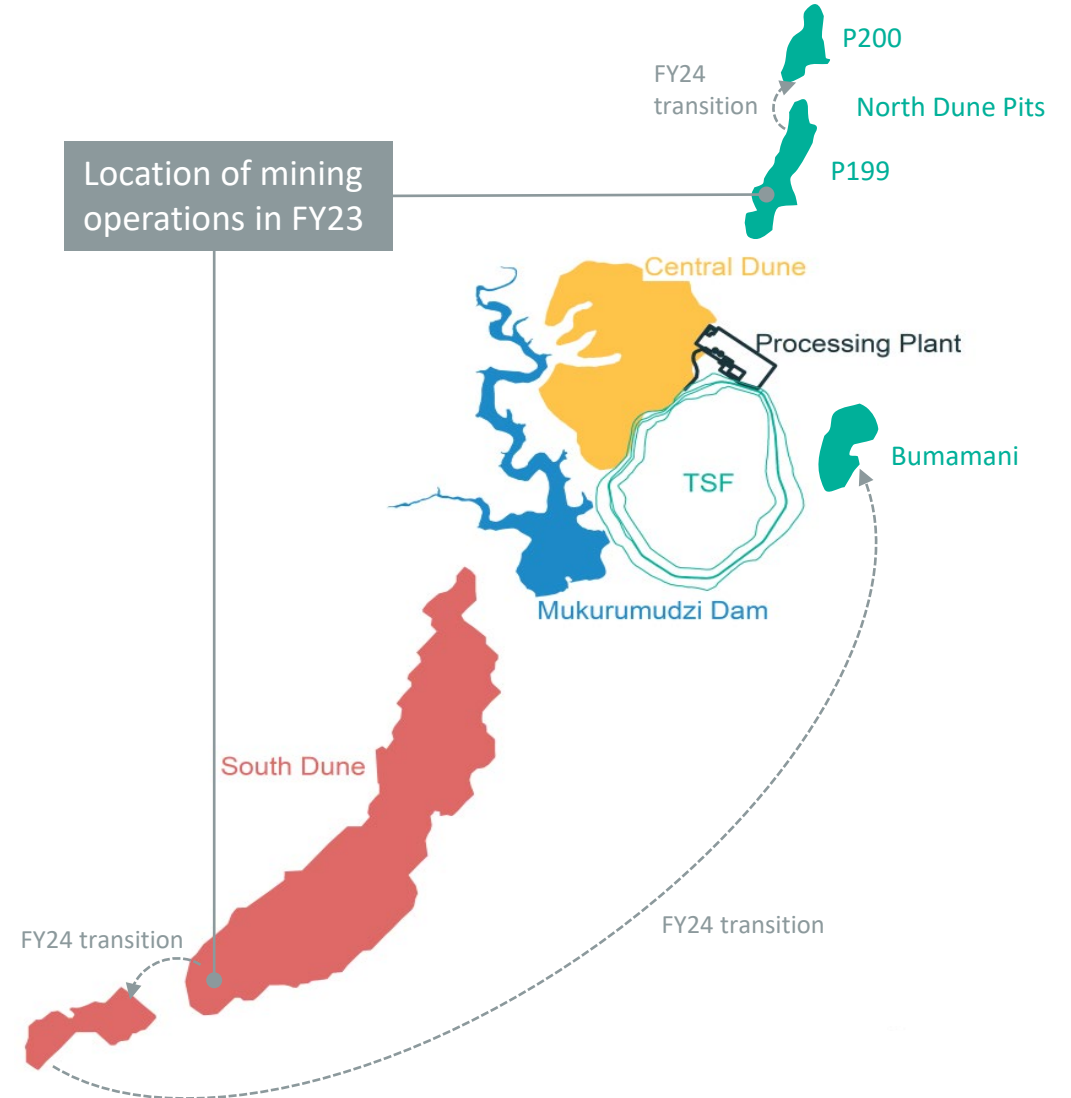 P200
FY24
transition
North Dune Pits
Location of mining
operations in FY23
P199
Central Dune
Processing Plant
Bumamani
TSF
Mukurumudzi Dam
South Dune
FY24 transition
FY24 transition